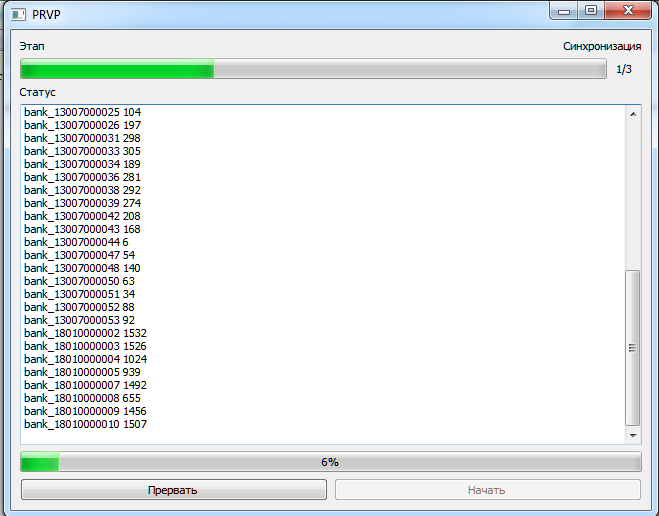 PRVP
Этап Синхронизация
1/3
Статус
bank_13007000025 104
bank_13007000026 197
bank_13007000031 298
bank_13007000033 305
bank_13007000034 189
bank_13007000036 281
bank_13007000038 292
bank_13007000039 274
bank_13007000042 208
bank_13007000043 168
bank_13007000044 6
bank_13007000047 54
bank_13007000048 140
bank_13007000050 63
bank_13007000051 34
bank_13007000052 88
bank_13007000053 92
bank_18010000002 1532
bank_18010000003 1526
bank_18010000004 1024
bank_18010000005 939
bank_18010000007 1492
bank_18010000008 655
bank_18010000009 1456
bank_18010000010 1507
6%
Прервать Начать